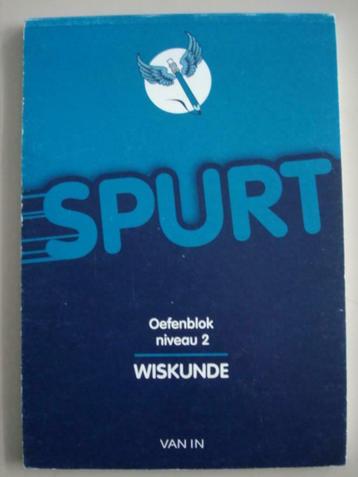 SPURT
Oefenblok
niveau 2
WISKUNDE
VAN IN